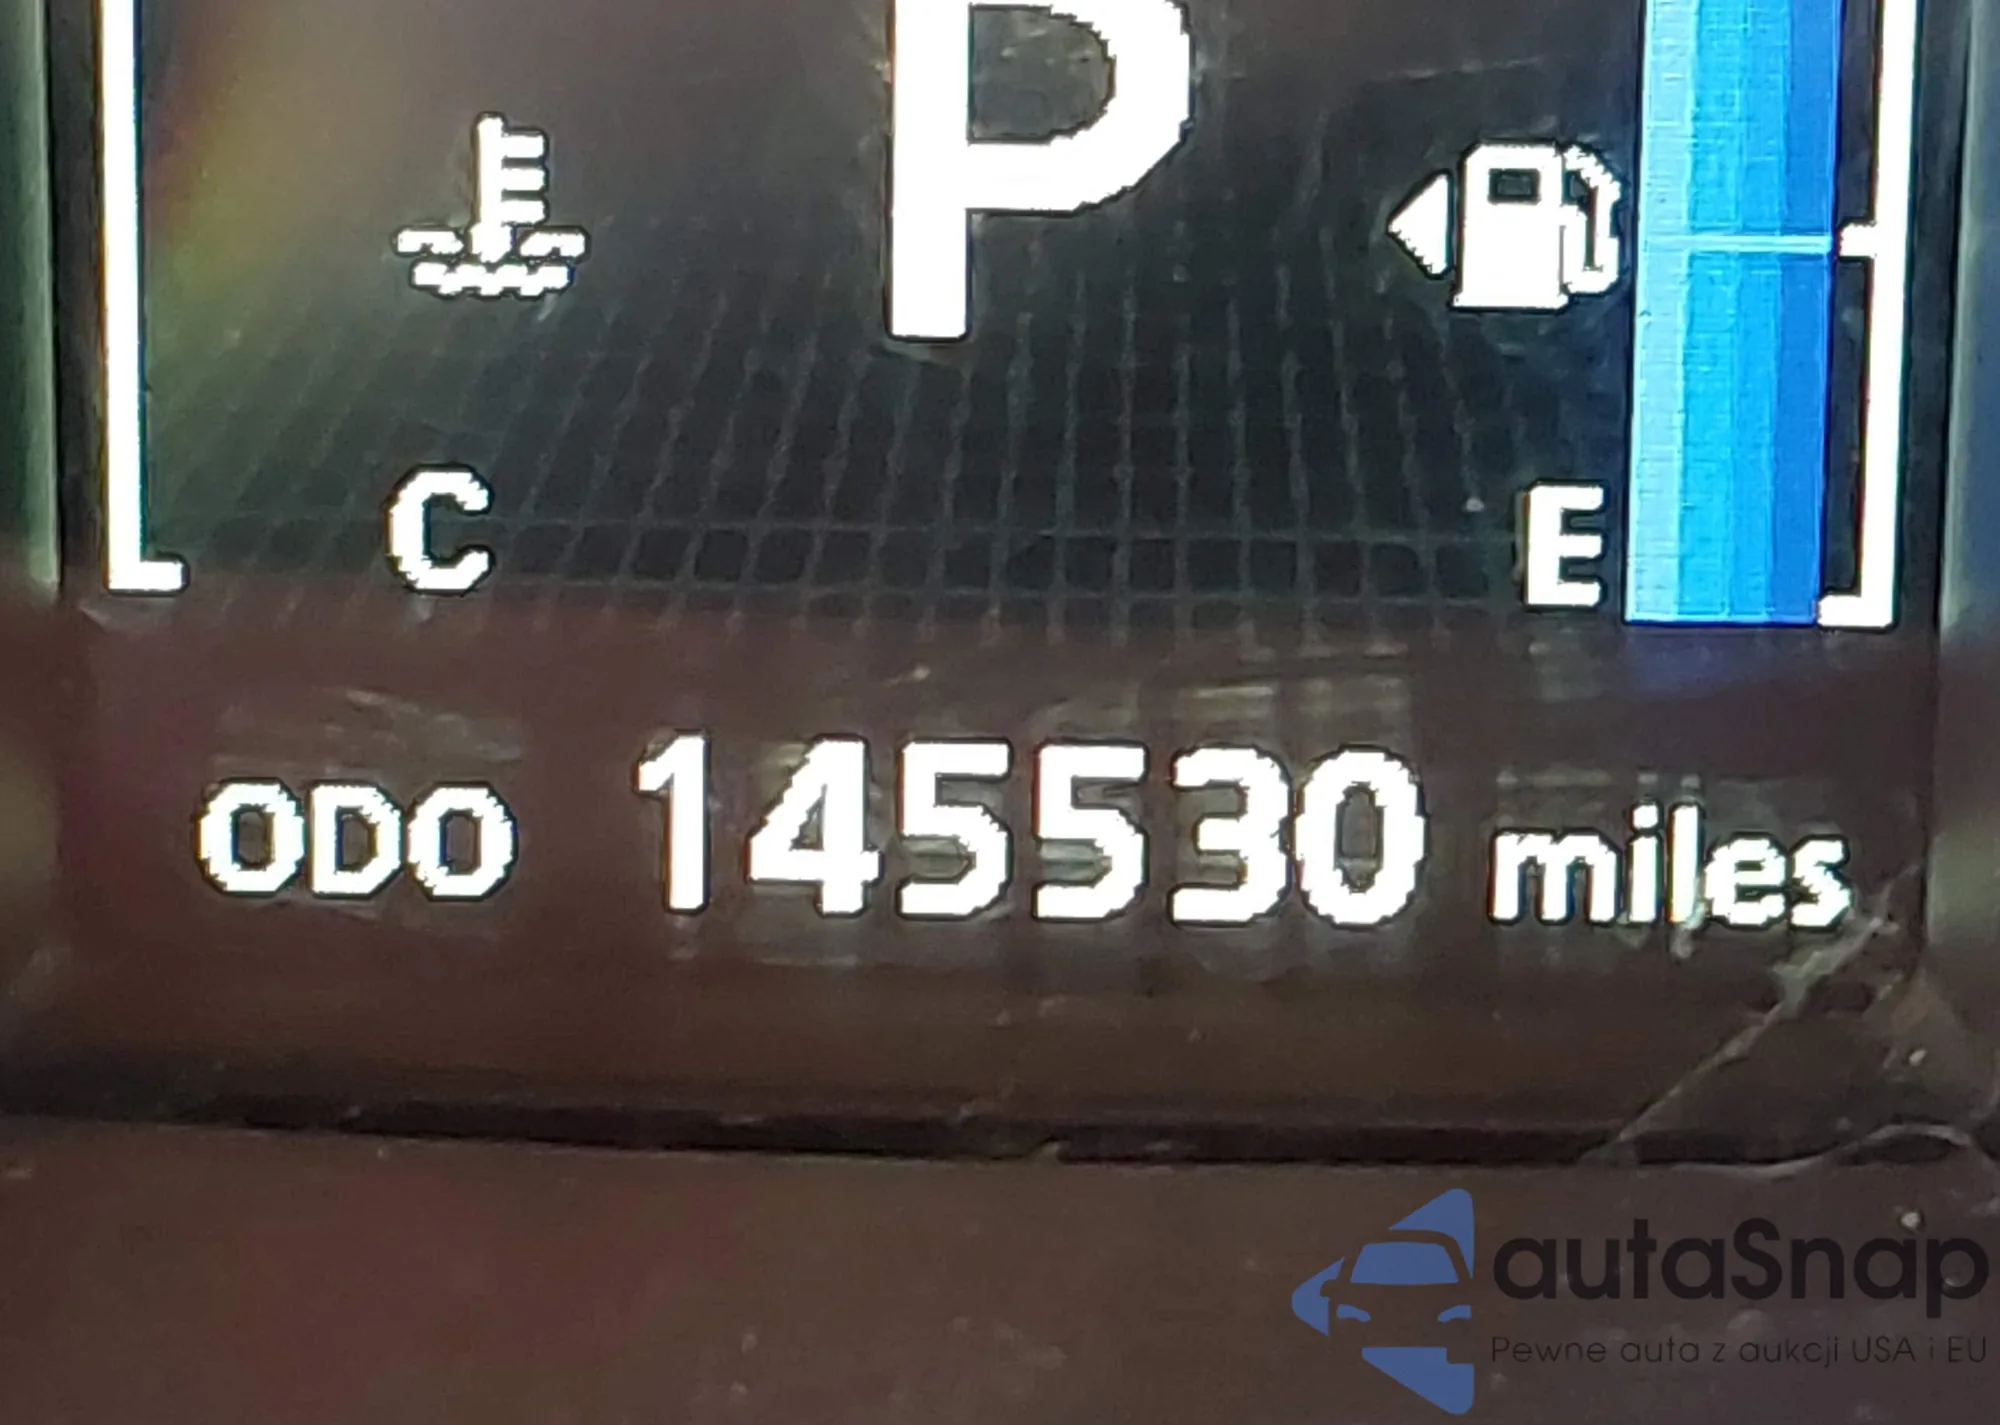 P
C
E
ODO 145530 miles
autaSnap
Pewne auta z aukcji USA i EU